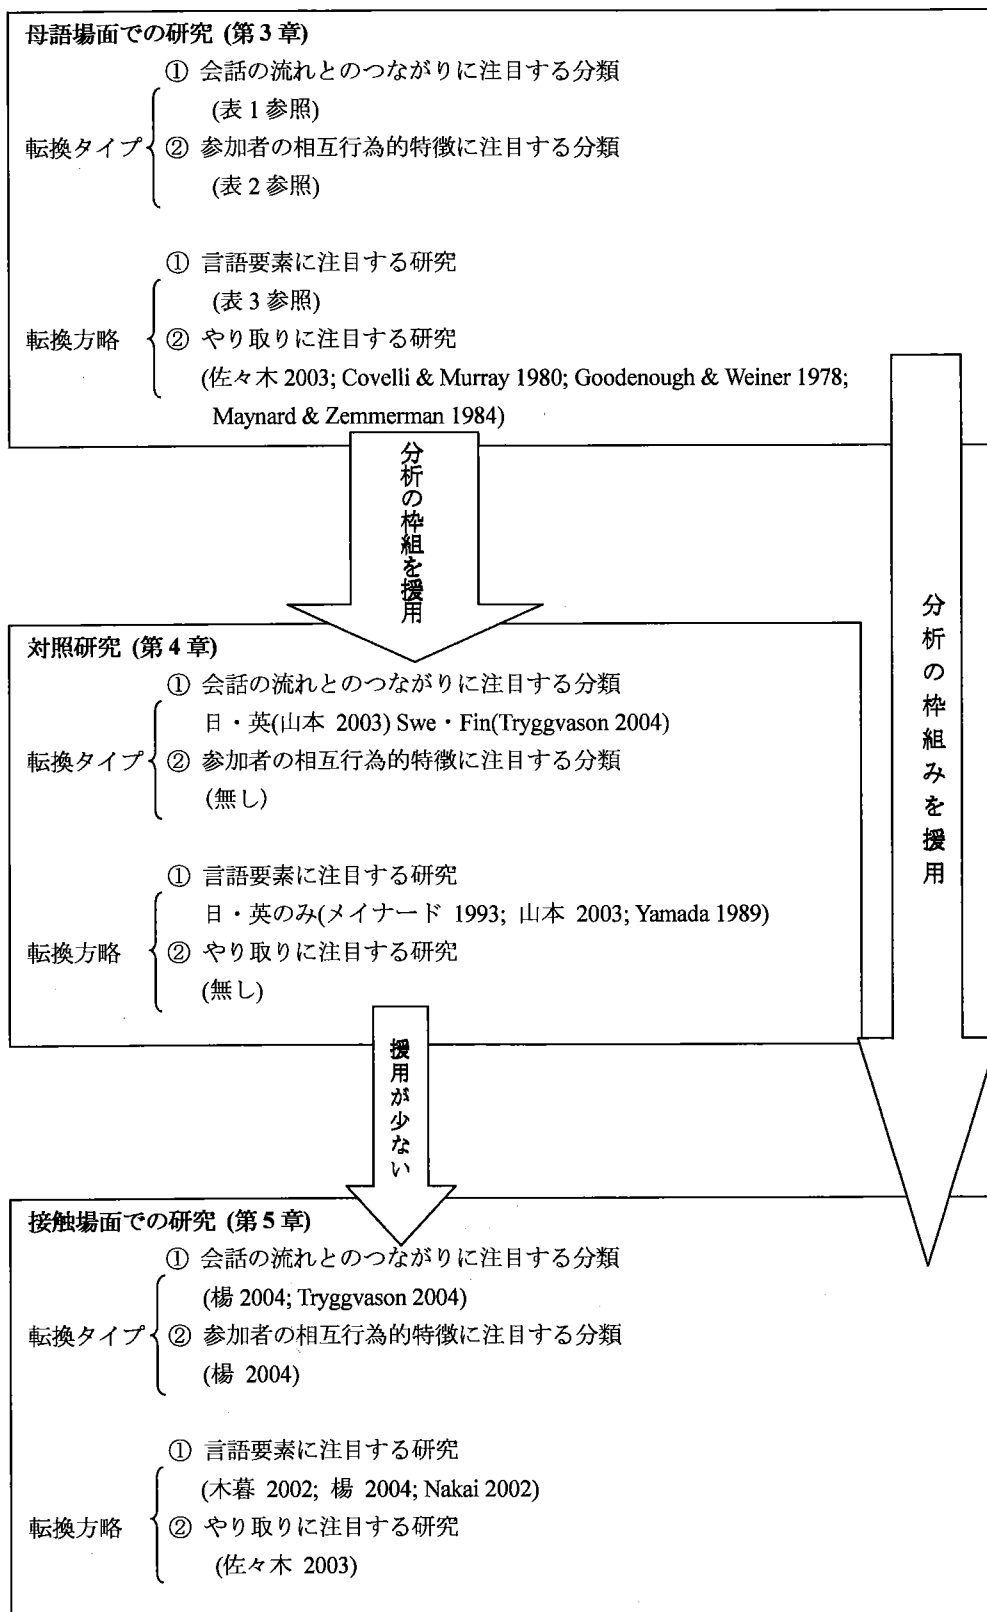 母語場面での研究 (第3章)
① 会話の流れとのつながりに注目する分類
(表1参照)
転換タイプ
② 参加者の相互行為的特徴に注目する分類
(表2参照)
① 言語要素に注目する研究
(表3参照)
転換方略
② やり取りに注目する研究
(佐々木 2003; Covelli & Murray 1980; Goodenough & Weiner 1978;
Maynard & Zemmerman 1984)
分析の枠組を援用
分析の枠組みを援用
対照研究 (第4章)
① 会話の流れとのつながりに注目する分類
日・英(山本 2003) Swe・Fin(Tryggvason 2004)
転換タイプ
② 参加者の相互行為的特徴に注目する分類
(無し)
① 言語要素に注目する研究
日・英のみ(メイナード 1993; 山本 2003; Yamada 1989)
転換方略
② やり取りに注目する研究
(無し)
援用が少ない
接触場面での研究 (第5章)
① 会話の流れとのつながりに注目する分類
(楊 2004; Tryggvason 2004)
転換タイプ
② 参加者の相互行為的特徴に注目する分類
(楊 2004)
① 言語要素に注目する研究
(木暮 2002; 楊 2004; Nakai 2002)
転換方略
② やり取りに注目する研究
(佐々木 2003)